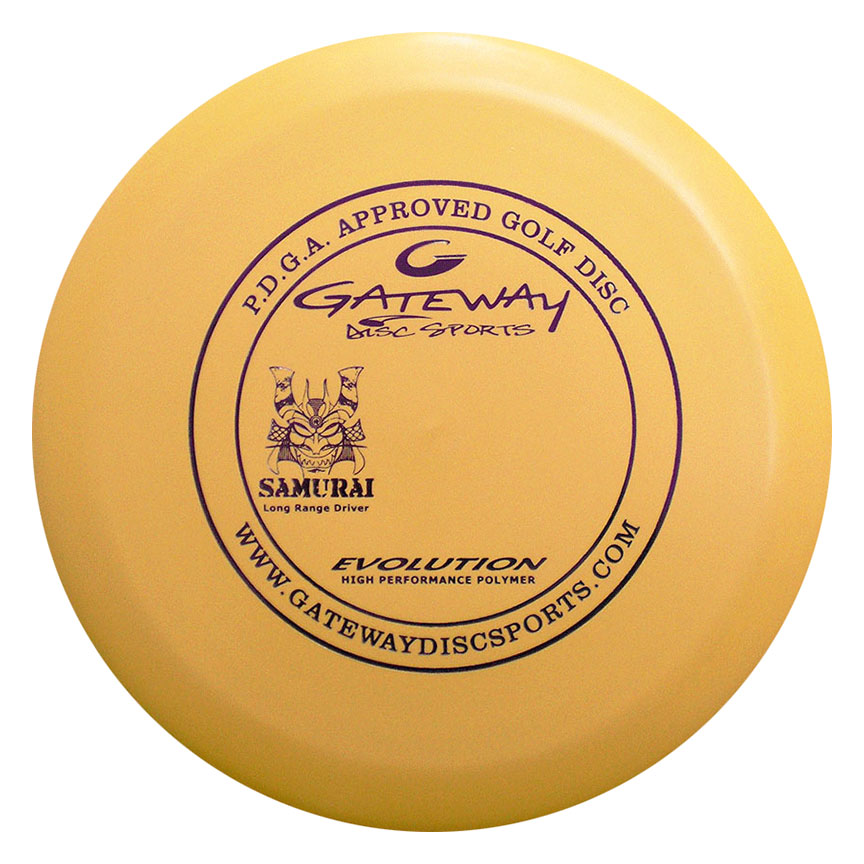 P.D.G.A. APPROVED GOLF DISC
G
GATEWAY
DISC SPORTS
SAMURAI
Long Range Driver
EVOLUTION
HIGH PERFORMANCE POLYMER
WWW.GATEWAYDISCSPORTS.COM